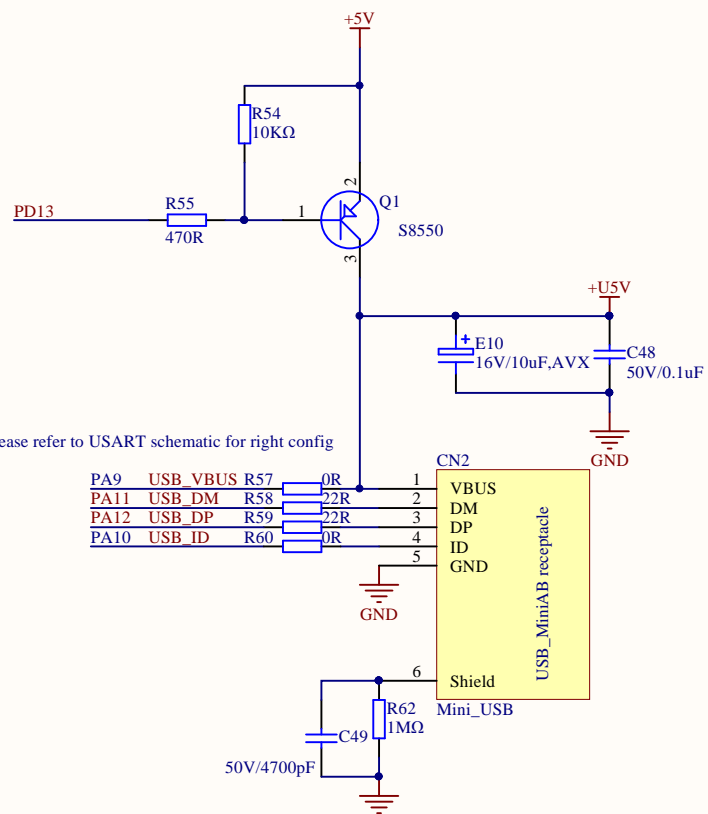 +5V
R54
10KΩ
2
Q1
PD13
R55
1
S8550
470R
3
+U5V
E10
16V/10uF,AVX
C48
50V/0.1uF
ease refer to USART schematic for right config
GND
CN2
PA9 USB_VBUS R57 0R 1 VBUS
PA11 USB_DM R58 22R 2 DM
PA12 USB_DP R59 22R 3 DP
PA10 USB_ID R60 0R 4 ID
5 GND
GND
USB_MiniAB receptacle
6 Shield
Mini_USB
R62
1MΩ
C49
50V/4700pF